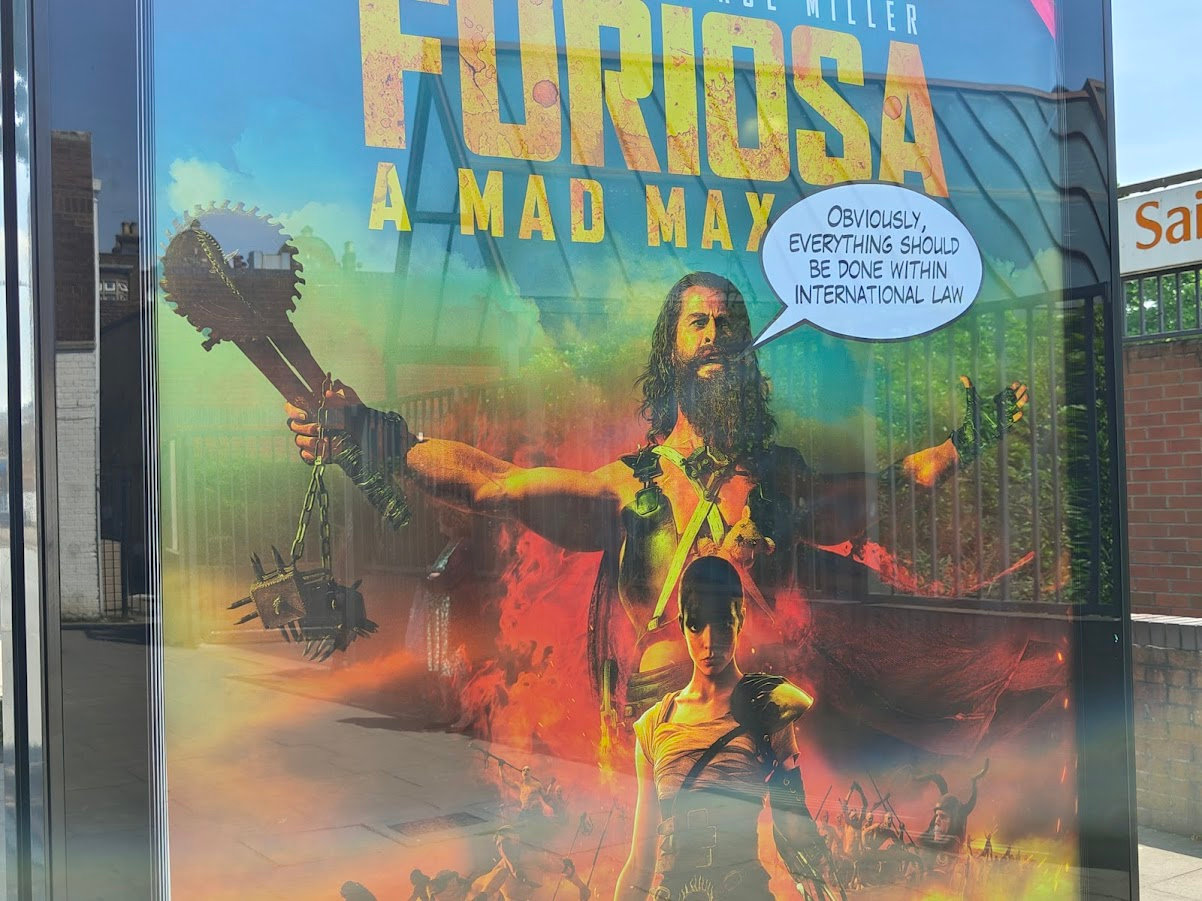 MILLER
FURIOSA
A MAD MAX
OBVIOUSLY,
EVERYTHING SHOULD
BE DONE WITHIN
INTERNATIONAL LAW
Sai